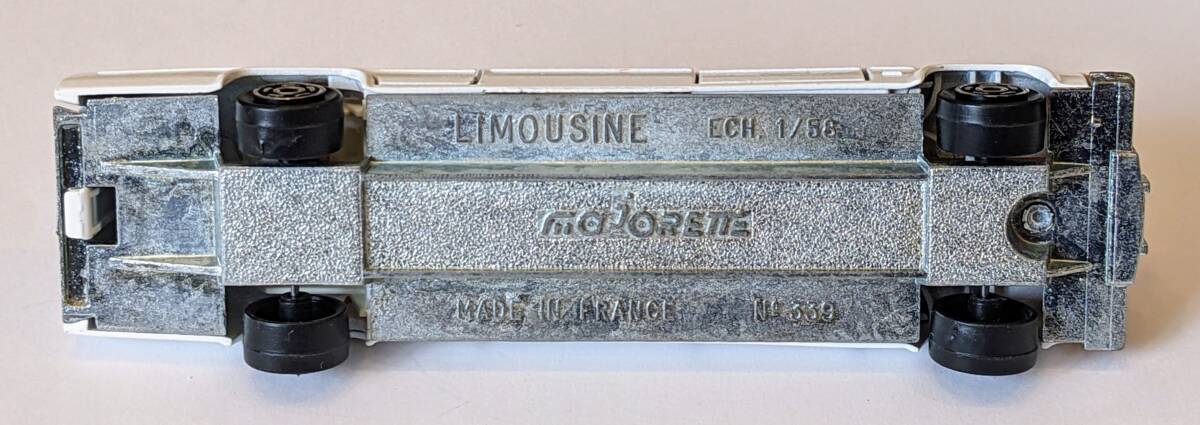 LIMOUSINE ECH. 1/58
majorette
MADE IN FRANCE No 339